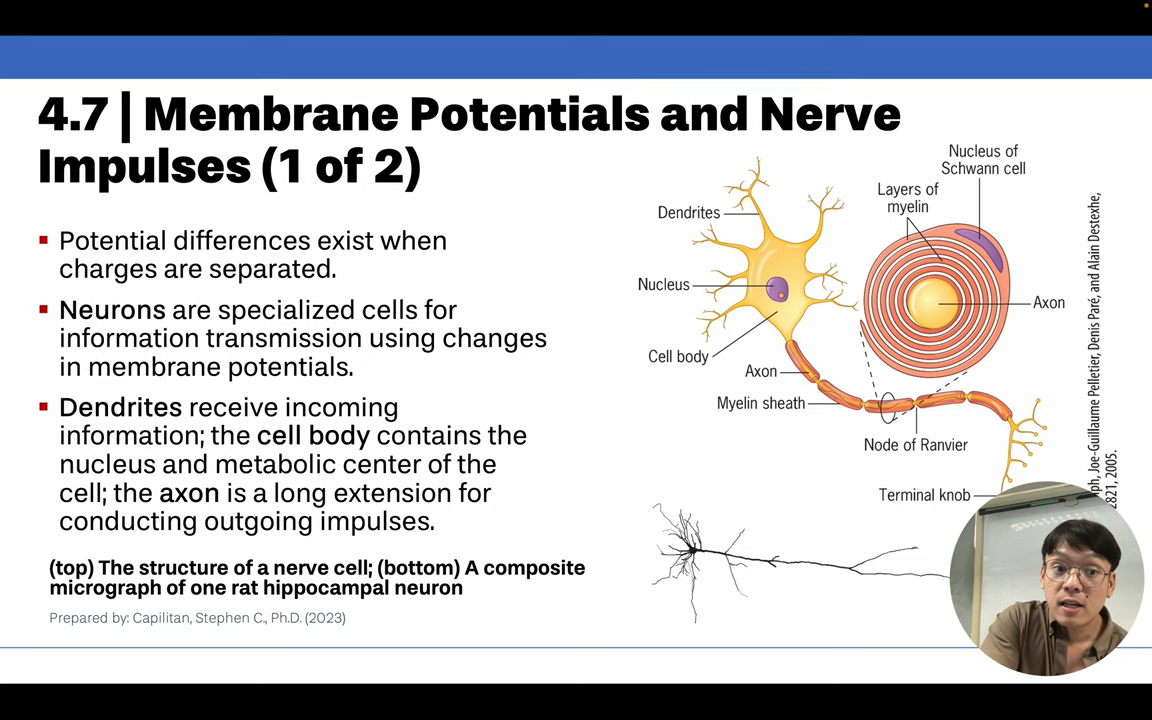 4.7 | Membrane Potentials and Nerve
Impulses (1 of 2)
▪ Potential differences exist when
charges are separated.
▪ Neurons are specialized cells for
information transmission using changes
in membrane potentials.
▪ Dendrites receive incoming
information; the cell body contains the
nucleus and metabolic center of the
cell; the axon is a long extension for
conducting outgoing impulses.
(top) The structure of a nerve cell; (bottom) A composite
micrograph of one rat hippocampal neuron
Prepared by: Capilitan, Stephen C., Ph.D. (2023)
Nucleus of
Schwann cell
Layers of
myelin
Dendrites
Nucleus
Axon
Cell body
Axon
Myelin sheath
Node of Ranvier
Terminal knob
Joe-Guillaume Pelletier, Denis Paré, and Alain Destexhe,
2821, 2005.